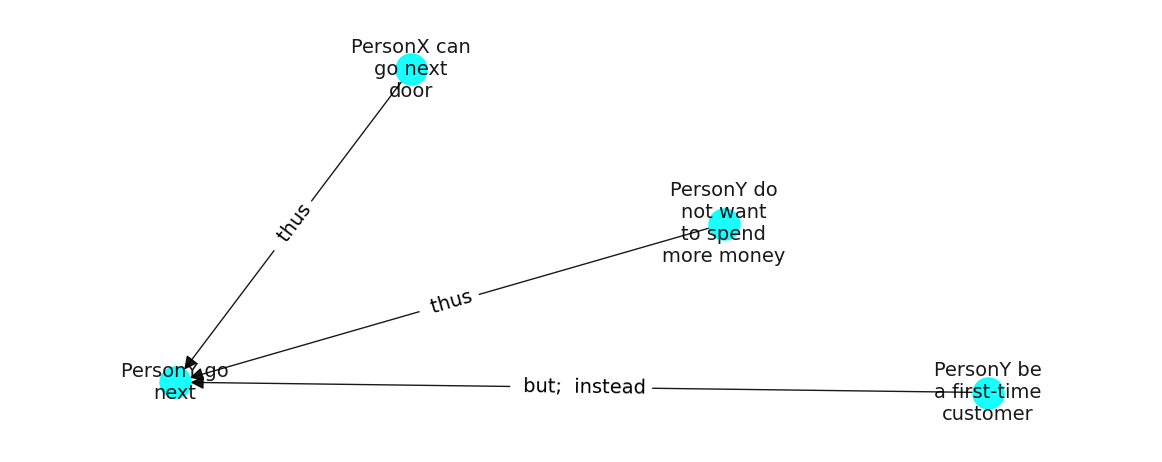 PersonX can
go next
door
thus
PersonY do
not want
to spend
more money
thus
PersonY go
next
but;  instead
PersonY be
a first-time
customer